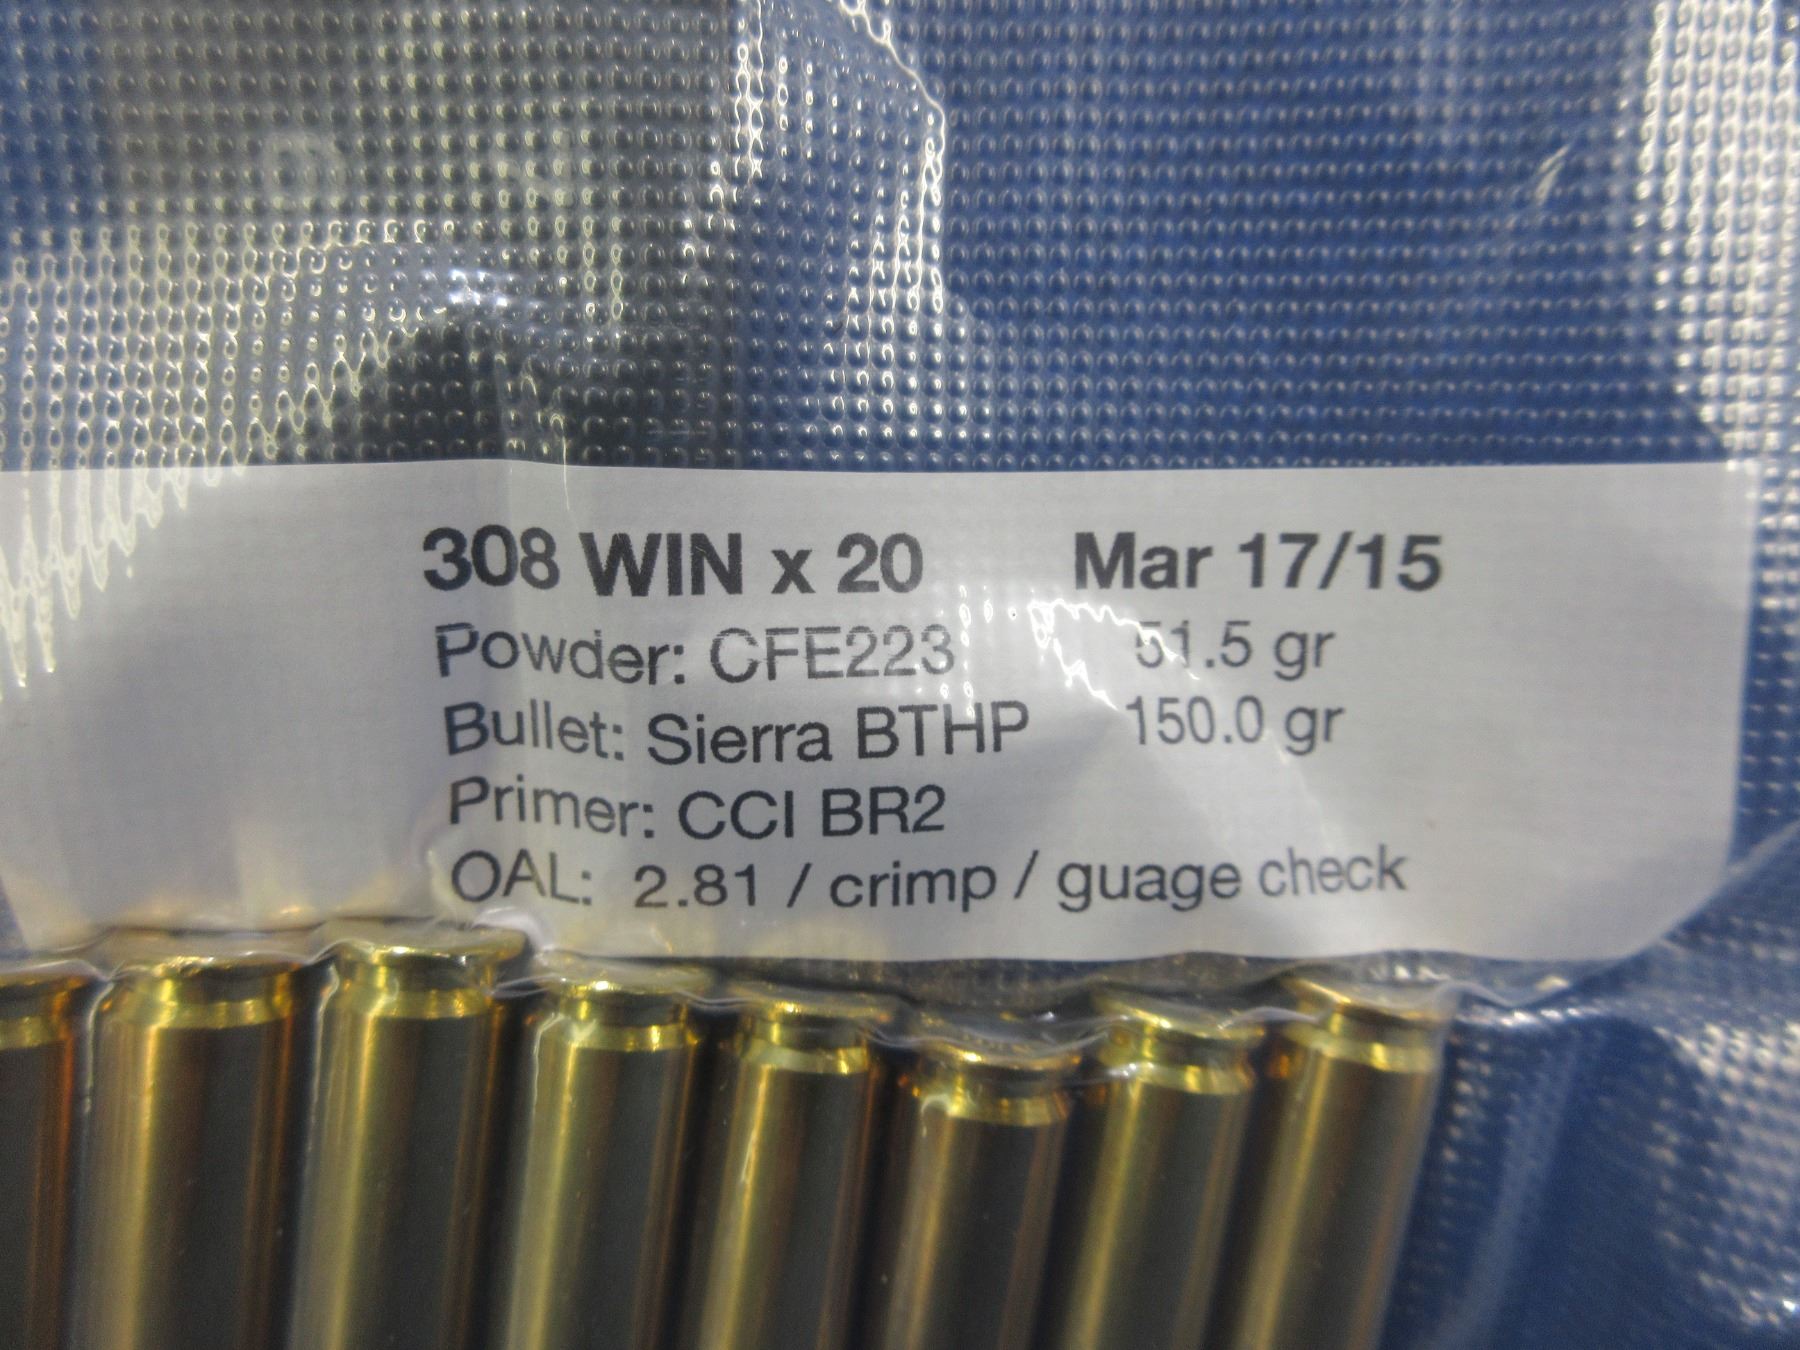 308 WIN x 20 Mar 17/15
Powder: CFE223 51.5 gr
Bullet: Sierra BTHP 150.0 gr
Primer: CCI BR2
OAL: 2.81 / crimp / guage check